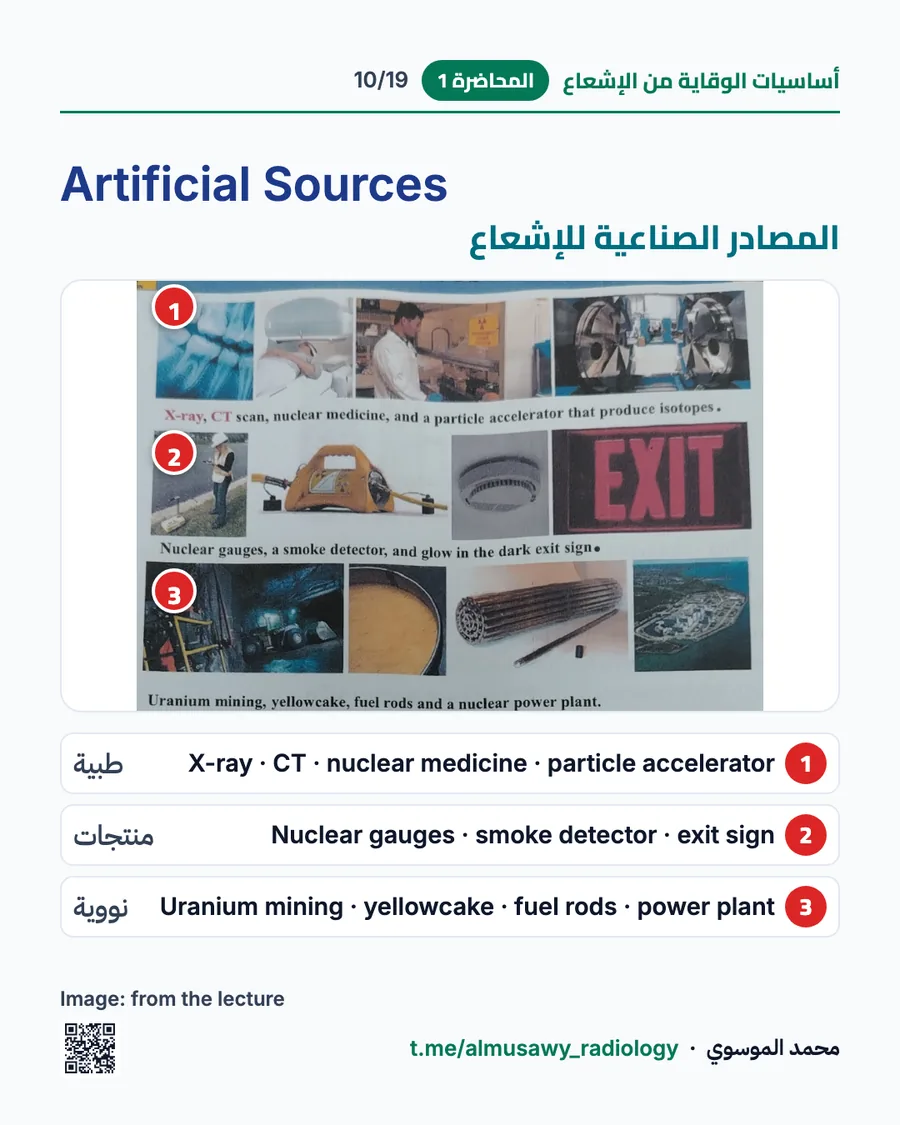 أساسيات الوقاية من الإشعاع المحاضرة 1 10/19
Artificial Sources
المصادر الصناعية للإشعاع
1
X-ray, CT scan, nuclear medicine, and a particle accelerator that produce isotopes.
2
EXIT
Nuclear gauges, a smoke detector, and glow in the dark exit sign.
3
Uranium mining, yellowcake, fuel rods and a nuclear power plant.
1 X-ray · CT · nuclear medicine · particle accelerator طبية
2 Nuclear gauges · smoke detector · exit sign منتجات
3 Uranium mining · yellowcake · fuel rods · power plant نووية
Image: from the lecture
محمد الموسوي · t.me/almusawy_radiology